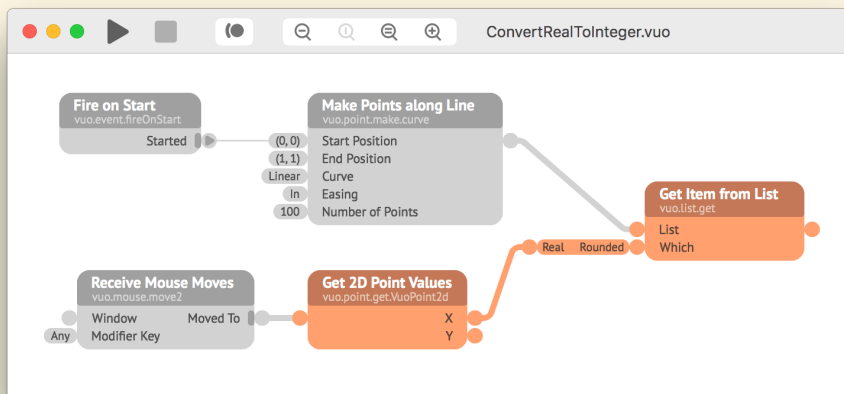 ConvertRealToInteger.vuo
Fire on Start
vuo.event.fireOnStart
Started
Make Points along Line
vuo.point.make.curve
(0, 0) Start Position
(1, 1) End Position
Linear Curve
In Easing
100 Number of Points
Get Item from List
vuo.list.get
List
Real Rounded Which
Receive Mouse Moves
vuo.mouse.move2
Window Moved To
Any Modifier Key
Get 2D Point Values
vuo.point.get.VuoPoint2d
X
Y